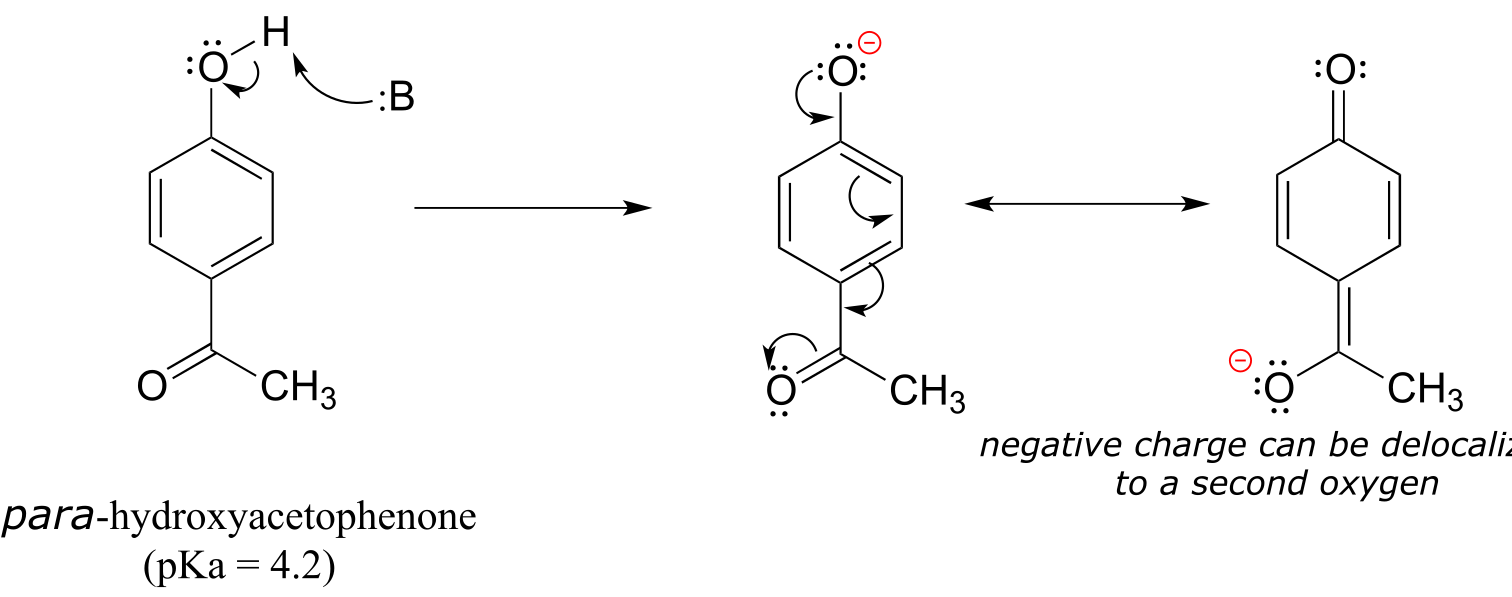 H
O
:B
O
CH3
para-hydroxyacetophenone
(pKa = 4.2)
O
⊖
O
CH3
O
⊖
O
CH3
negative charge can be delocaliz
to a second oxygen